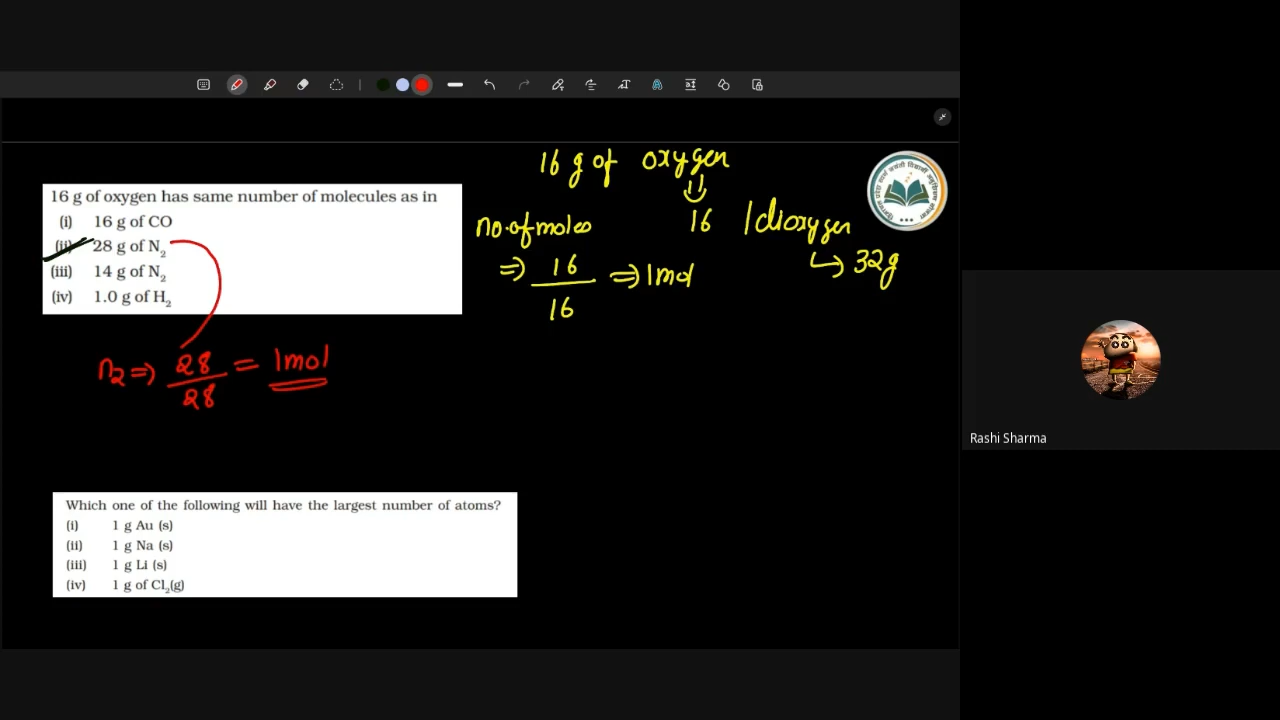 16 g of oxygen
16 g of oxygen has same number of molecules as in
(i) 16 g of CO
(ii) 28 g of N₂
(iii) 14 g of N₂
(iv) 1.0 g of H₂
no. of moles
16
⇒ 16/16 ⇒ 1mol
dioxygen
↳ 32g
n₂ ⇒ 28/28 = 1mol
Which one of the following will have the largest number of atoms?
(i) 1 g Au (s)
(ii) 1 g Na (s)
(iii) 1 g Li (s)
(iv) 1 g of Cl₂(g)
Rashi Sharma